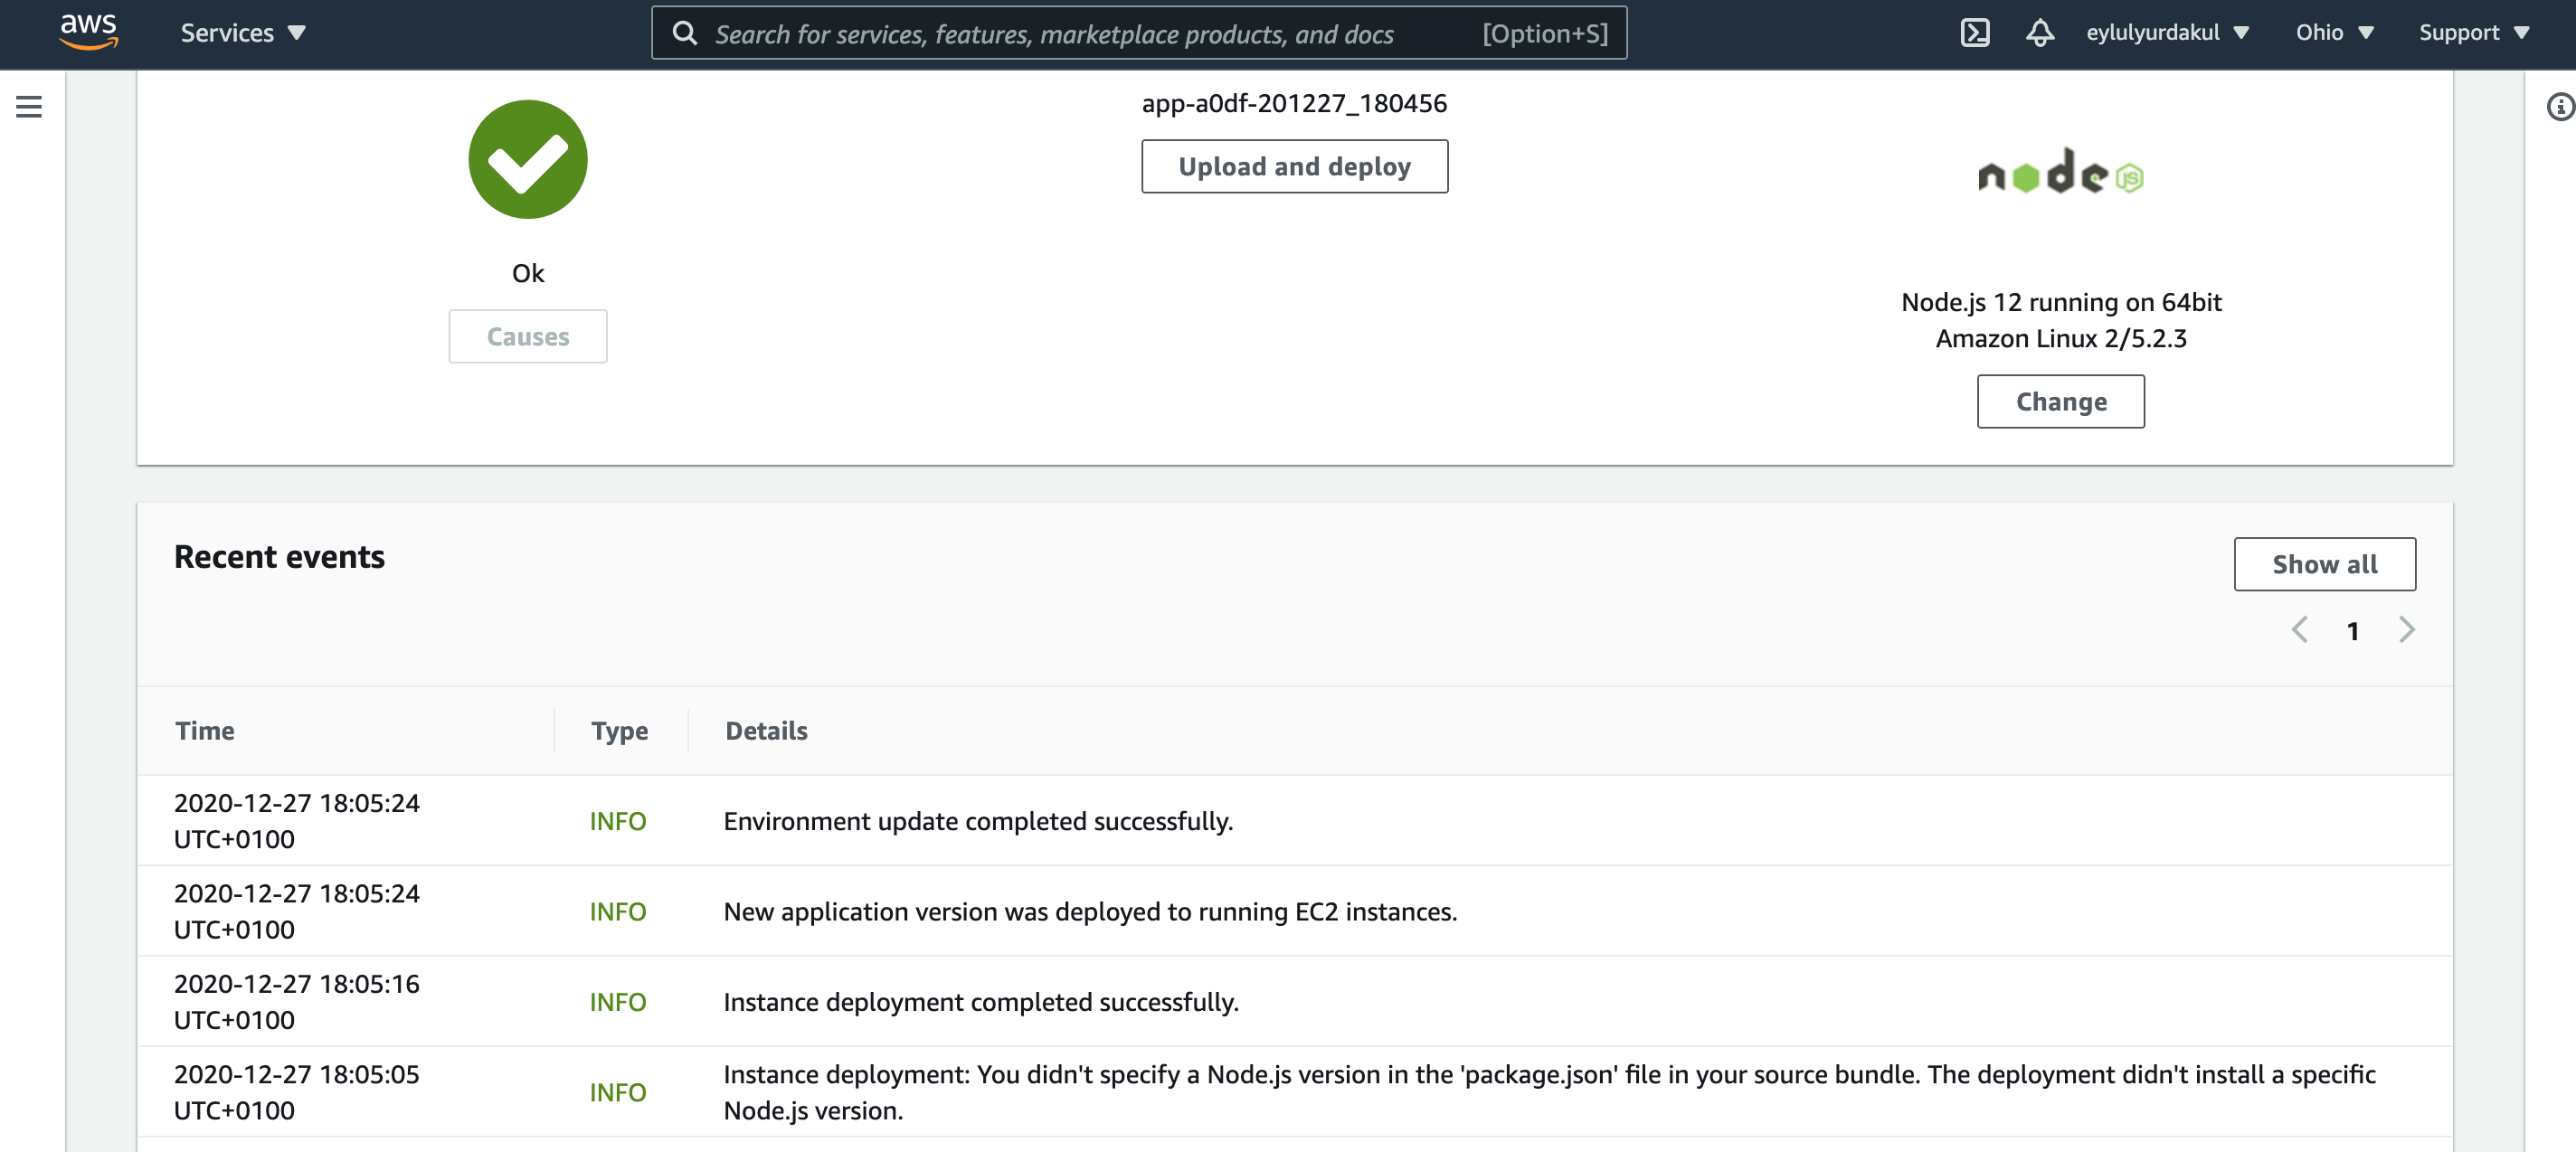 aws
Services
Search for services, features, marketplace products, and docs
[Option+S]
eylulyurdakul
Ohio
Support
app-a0df-201227_180456
Upload and deploy
Ok
Causes
node JS
Node.js 12 running on 64bit
Amazon Linux 2/5.2.3
Change
Recent events
Show all
1
Time
Type
Details
2020-12-27 18:05:24
UTC+0100
INFO
Environment update completed successfully.
2020-12-27 18:05:24
UTC+0100
INFO
New application version was deployed to running EC2 instances.
2020-12-27 18:05:16
UTC+0100
INFO
Instance deployment completed successfully.
2020-12-27 18:05:05
UTC+0100
INFO
Instance deployment: You didn't specify a Node.js version in the 'package.json' file in your source bundle. The deployment didn't install a specific
Node.js version.